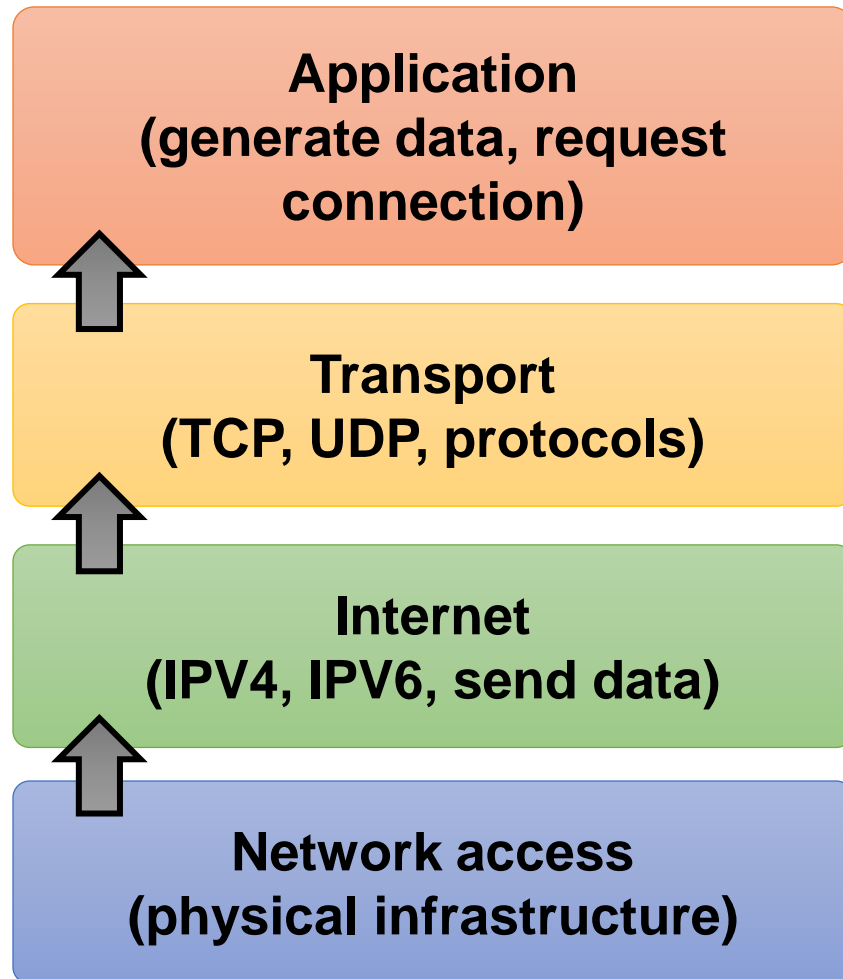 Application
(generate data, request
connection)
Transport
(TCP, UDP, protocols)
Internet
(IPV4, IPV6, send data)
Network access
(physical infrastructure)